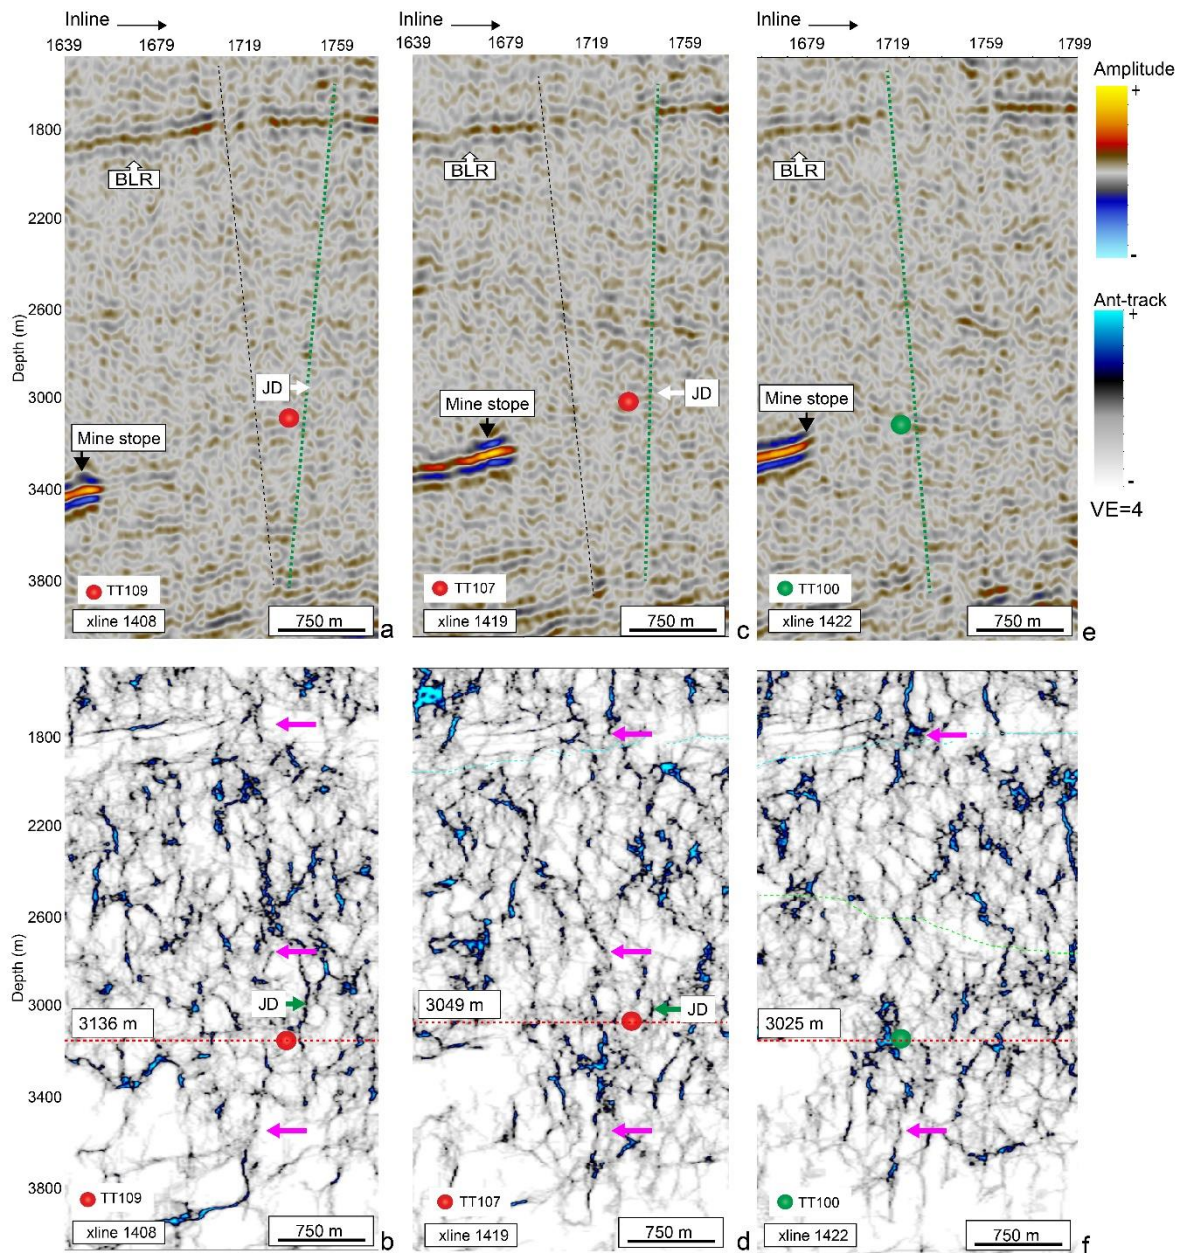 Inline
1639 1679 1719 1759
Inline
1639 1679 1719 1759
Inline
1679 1719 1759 1799
Amplitude
+
-
Ant-track
+
-
VE=4
Depth (m)
1800
2200
2600
3000
3400
3800
BLR
JD
Mine stope
TT109
xline 1408
750 m
a
BLR
JD
Mine stope
TT107
xline 1419
750 m
c
BLR
Mine stope
TT100
xline 1422
750 m
e
Depth (m)
1800
2200
2600
3000
3400
3800
JD
3136 m
TT109
xline 1408
750 m
b
3049 m
JD
TT107
xline 1419
750 m
d
3025 m
TT100
xline 1422
750 m
f